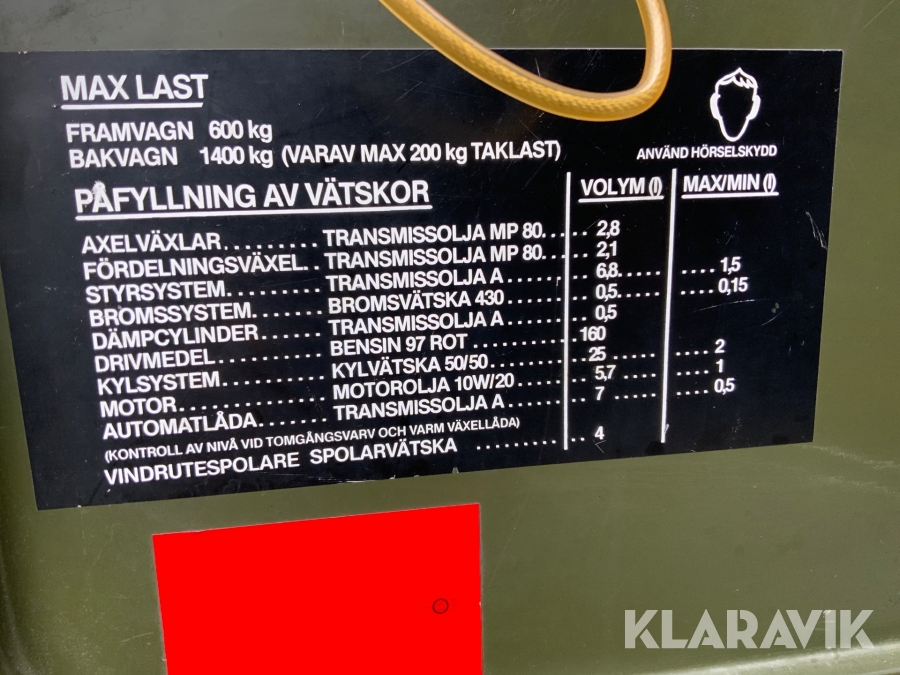 MAX LAST
FRAMVAGN 600 kg
BAKVAGN 1400 kg (VARAV MAX 200 kg TAKLAST)
ANVÄND HÖRSELSKYDD
PÅFYLLNING AV VÄTSKOR VOLYM (l) MAX/MIN (l)
AXELVÄXLAR......... TRANSMISSOLJA MP 80..... 2,8
FÖRDELNINGSVÄXEL.. TRANSMISSOLJA MP 80..... 2,1
STYRSYSTEM......... TRANSMISSOLJA A........ 6,8..... 1,5
BROMSSYSTEM....... BROMSVÄTSKA 430....... 0,5..... 0,15
DÄMPCYLINDER...... TRANSMISSOLJA A........ 0,5
DRIVMEDEL.......... BENSIN 97 ROT......... 160
KYLSYSTEM.......... KYLVÄTSKA 50/50....... 25..... 2
MOTOR.............. MOTOROLJA 10W/20..... 5,7..... 1
AUTOMATLÅDA....... TRANSMISSOLJA A....... 7..... 0,5
(KONTROLL AV NIVÅ VID TOMGÅNGSVARV OCH VARM VÄXELLÅDA)
VINDRUTESPOLARE SPOLARVÄTSKA .......... 4
KLARAVIK